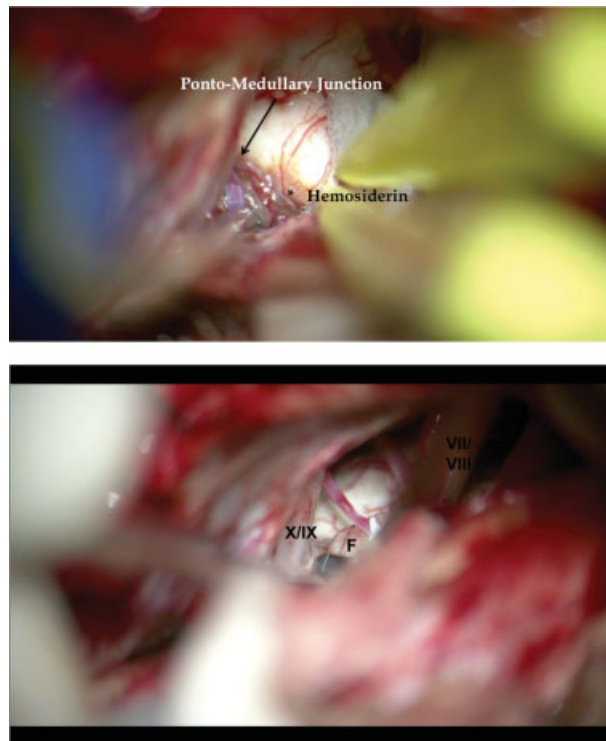 Ponto-Medullary Junction
Hemosiderin
VII/
VIII
X/IX
F